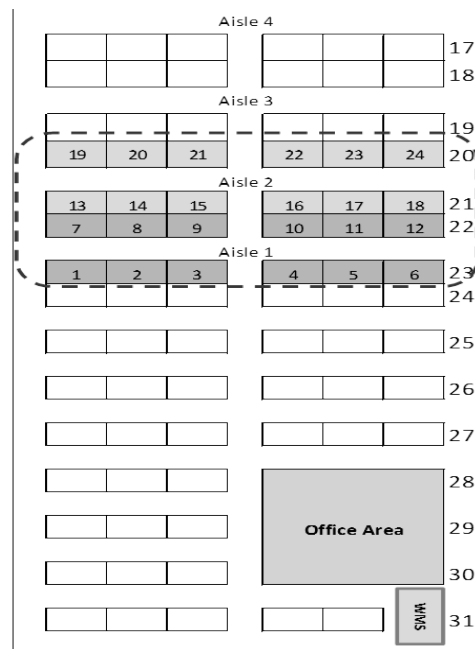 Aisle 4
17
18
Aisle 3
19
19 20 21 22 23 24 20
Aisle 2
13 14 15 16 17 18 21
7 8 9 10 11 12 22
Aisle 1
1 2 3 4 5 6 23
24
25
26
27
28
Office Area 29
30
WMS 31